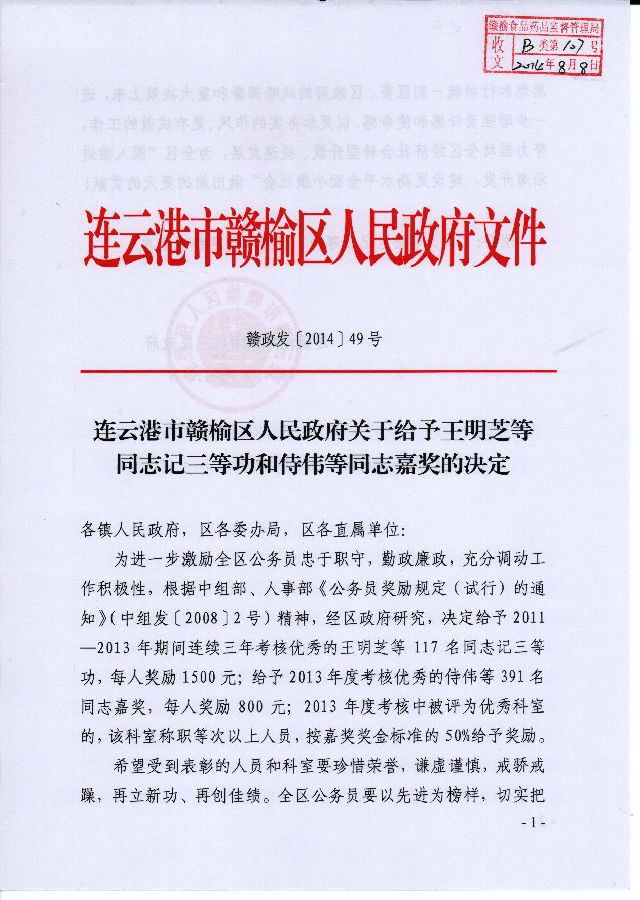 赣榆食品药品监督管理局
收文 B类第107号
2014年8月8日
连云港市赣榆区人民政府文件
赣政发〔2014〕49号
连云港市赣榆区人民政府关于给予王明芝等
同志记三等功和侍伟等同志嘉奖的决定
各镇人民政府，区各委办局，区各直属单位：
为进一步激励全区公务员忠于职守，勤政廉政，充分调动工
作积极性，根据中组部、人事部《公务员奖励规定（试行）的通
知》（中组发〔2008〕2号）精神，经区政府研究，决定给予2011
—2013年期间连续三年考核优秀的王明芝等117名同志记三等
功，每人奖励1500元；给予2013年度考核优秀的侍伟等391名
同志嘉奖，每人奖励800元；2013年度考核中被评为优秀科室
的，该科室称职等次以上人员，按嘉奖奖金标准的50%给予奖励。
希望受到表彰的人员和科室要珍惜荣誉，谦虚谨慎，戒骄戒
躁，再立新功、再创佳绩。全区公务员要以先进为榜样，切实把
-1-